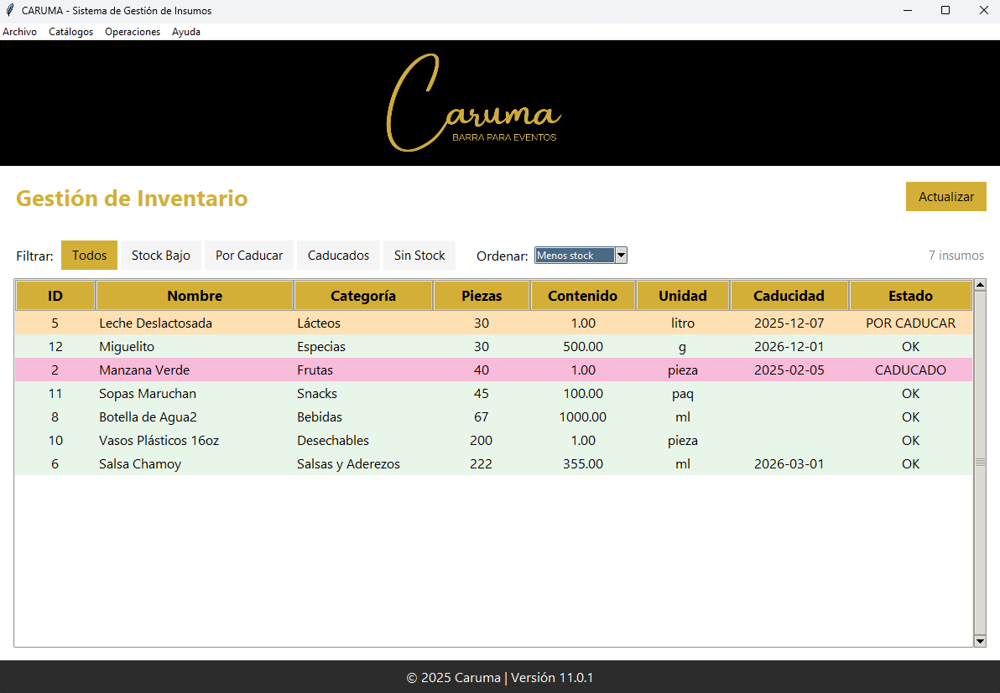 CARUMA - Sistema de Gestión de Insumos
Archivo Catálogos Operaciones Ayuda
Caruma
BARRA PARA EVENTOS
Gestión de Inventario Actualizar
Filtrar: Todos Stock Bajo Por Caducar Caducados Sin Stock Ordenar: Menos stock 7 insumos
ID Nombre Categoría Piezas Contenido Unidad Caducidad Estado
5 Leche Deslactosada Lácteos 30 1.00 litro 2025-12-07 POR CADUCAR
12 Miguelito Especias 30 500.00 g 2026-12-01 OK
2 Manzana Verde Frutas 40 1.00 pieza 2025-02-05 CADUCADO
11 Sopas Maruchan Snacks 45 100.00 paq OK
8 Botella de Agua2 Bebidas 67 1000.00 ml OK
10 Vasos Plásticos 16oz Desechables 200 1.00 pieza OK
6 Salsa Chamoy Salsas y Aderezos 222 355.00 ml 2026-03-01 OK
© 2025 Caruma | Versión 11.0.1